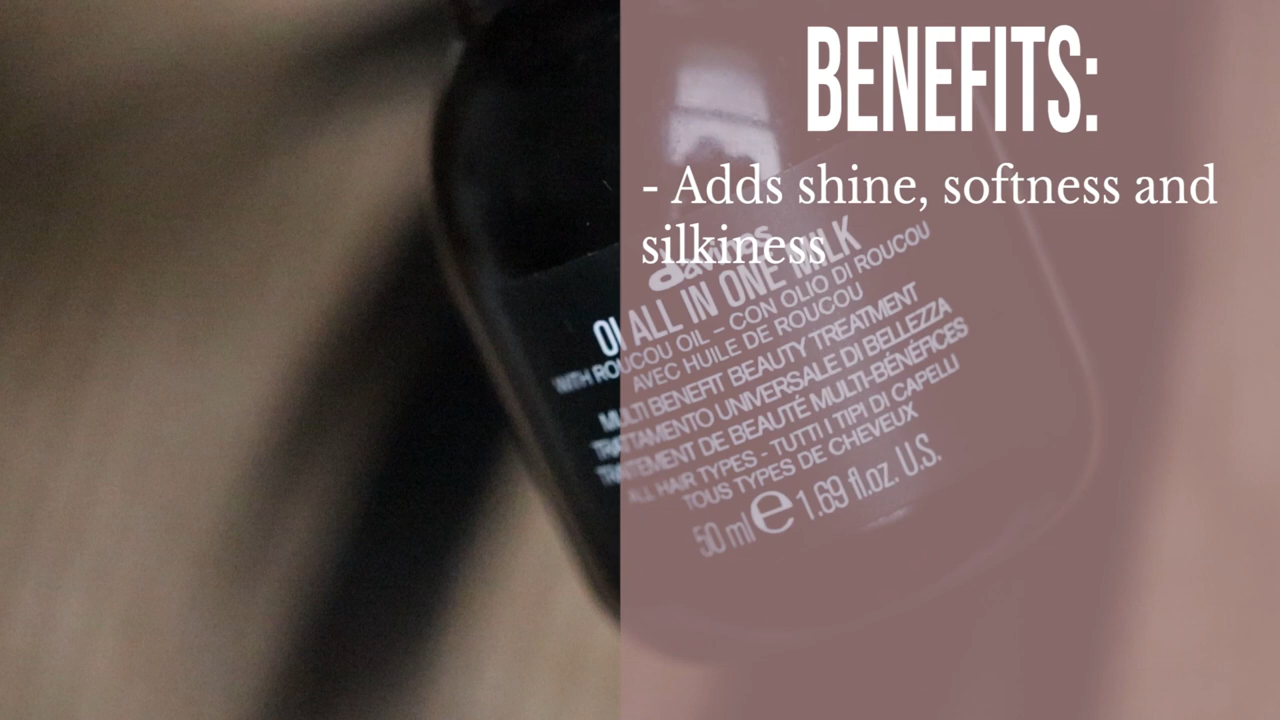 BENEFITS:
- Adds shine, softness and
silkiness
davines
OI ALL IN ONE MILK
WITH ROUCOU OIL – CON OLIO DI ROUCOU
AVEC HUILE DE ROUCOU
MULTI BENEFIT BEAUTY TREATMENT
TRATTAMENTO UNIVERSALE DI BELLEZZA
TRAITEMENT DE BEAUTÉ MULTI-BÉNÉFICES
ALL HAIR TYPES - TUTTI I TIPI DI CAPELLI
TOUS TYPES DE CHEVEUX
50 ml e 1.69 fl.oz. U.S.